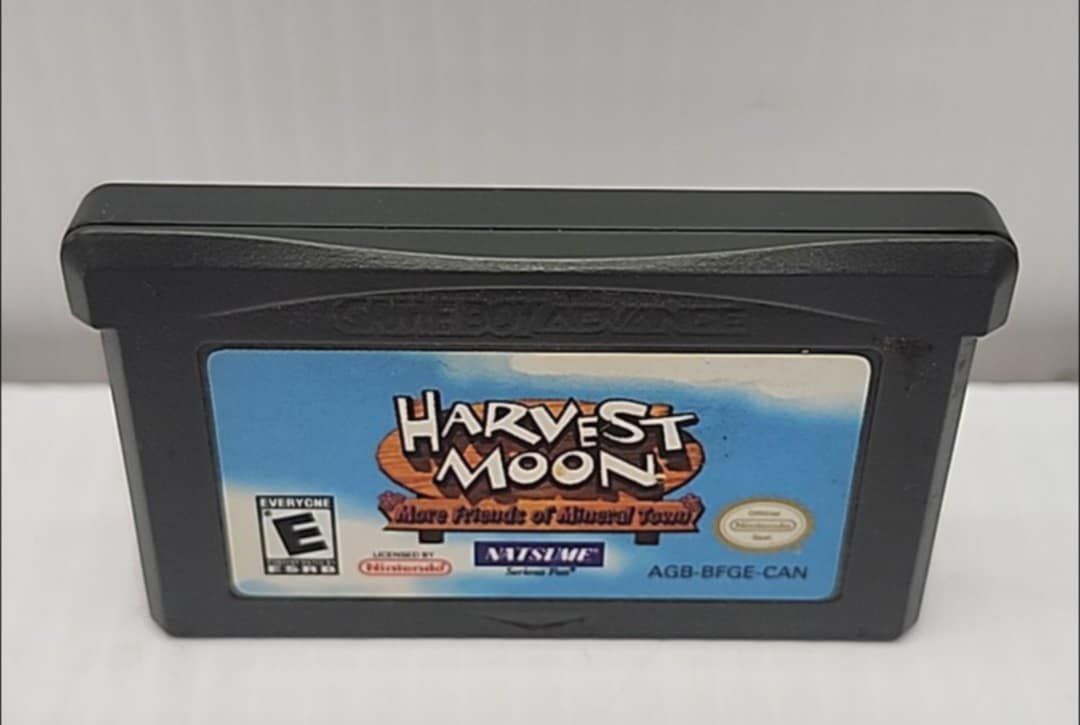 GAME BOY ADVANCE
HARVEST
MOON
More Friends of Mineral Town
EVERYONE
E
ESRB
LICENSED BY
Nintendo
NATSUME®
Serious Fun®
Official
Nintendo
Seal
AGB-BFGE-CAN